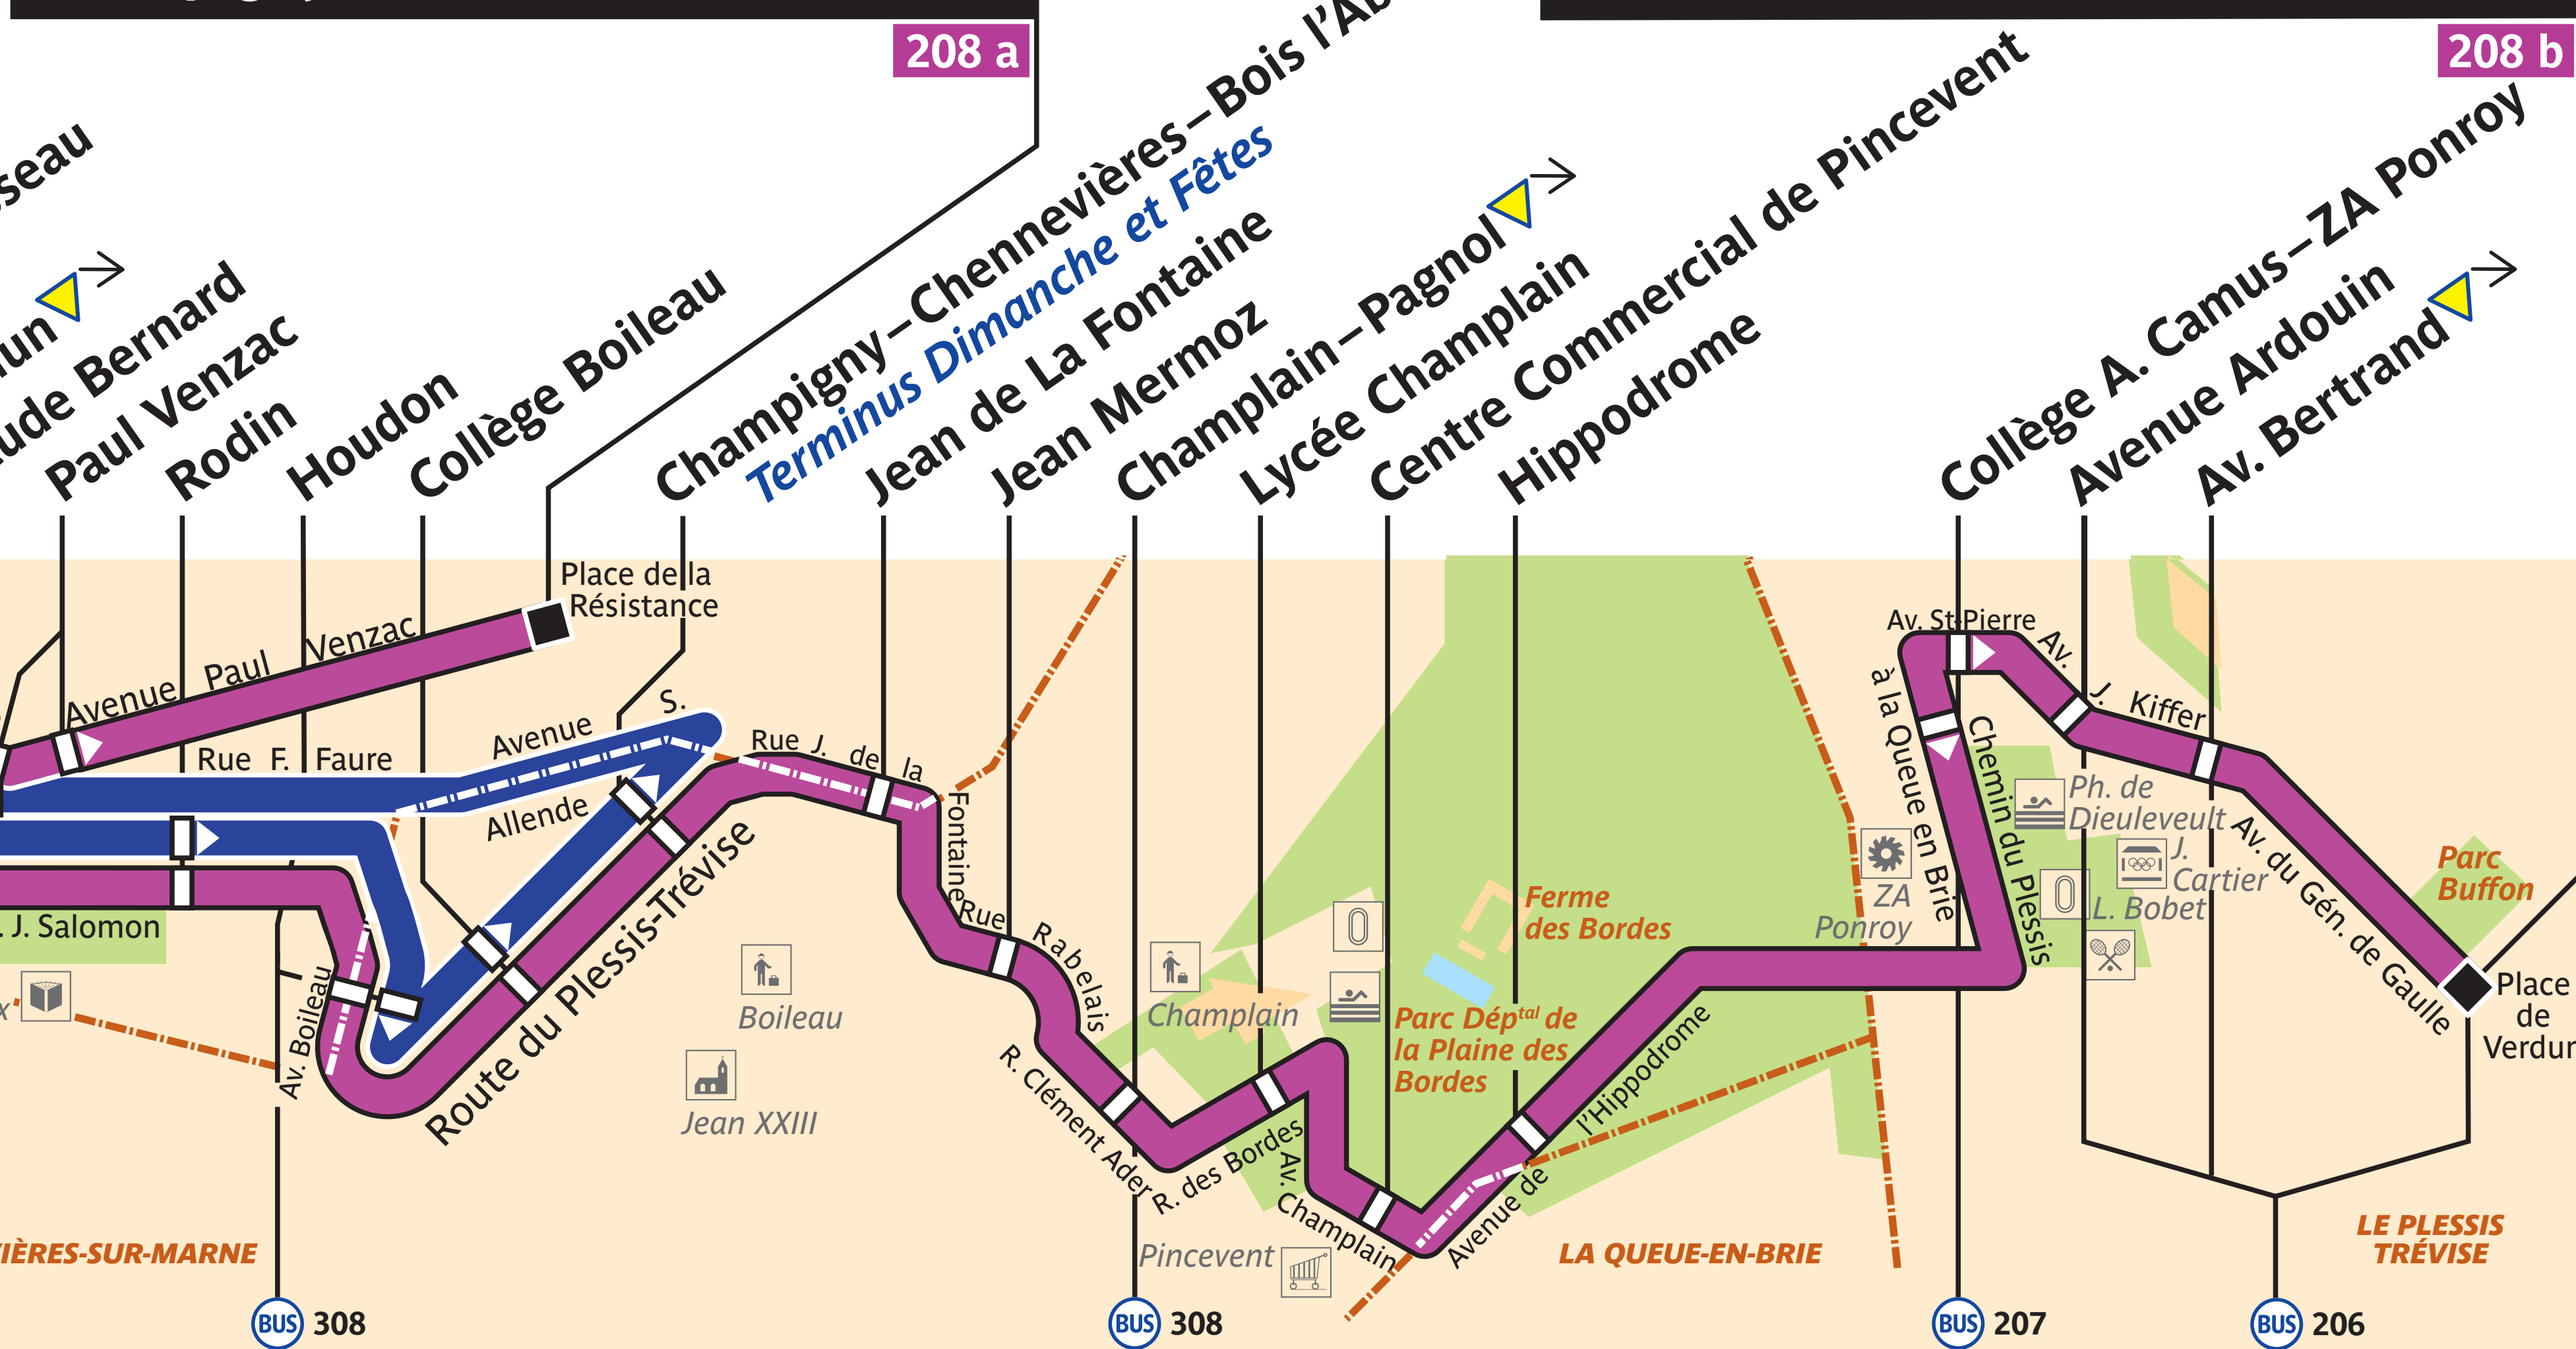 208 a
208 b
Paul Venzac
Rodin
Houdon
Collège Boileau
Champigny – Chennevières – Bois
Terminus Dimanche et Fêtes
Jean de La Fontaine
Jean Mermoz
Champlain – Pagnol
Lycée Champlain
Centre Commercial de Pincevent
Hippodrome
Collège A. Camus – ZA Ponroy
Avenue Ardouin
Av. Bertrand
Bernard
Place de la
Résistance
Avenue Paul Venzac
Rue F. Faure
Avenue S.
Allende
J. Salomon
Av. Boileau
Route du Plessis-Trévise
Boileau
Jean XXIII
Rue J. de la
Fontaine
Rue Rabelais
R. Clément Ader
R. des Bordes
Av. Champlain
Champlain
Pincevent
Ferme
des Bordes
Parc Dép^tal de
la Plaine des
Bordes
Avenue de l'Hippodrome
ZA
Ponroy
Av. St-Pierre
à la Queue en Brie
Chemin du Plessis
Av. J. Kiffer
Ph. de
Dieuleveult
J.
Cartier
L. Bobet
Av. du Gén. de Gaulle
Parc
Buffon
Place
de
LA QUEUE-EN-BRIE
LE PLESSIS
TRÉVISE
BUS 308
BUS 308
BUS 207
BUS 206